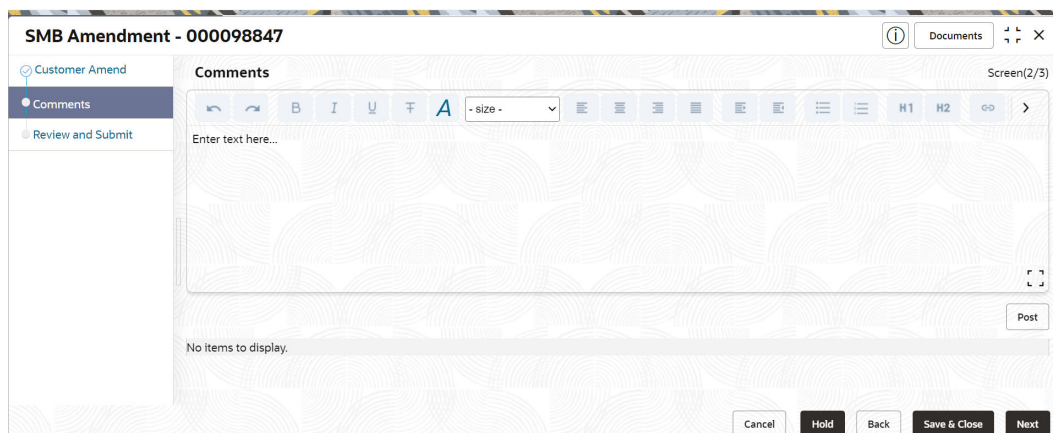 SMB Amendment - 000098847
Documents
Customer Amend
Comments
Review and Submit
Comments
Screen(2/3)
B I U T A - size - H1 H2
Enter text here...
Post
No items to display.
Cancel Hold Back Save & Close Next